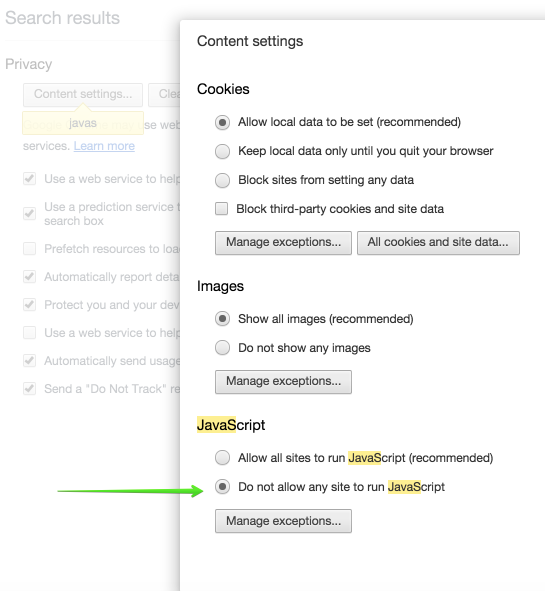 Search results
Privacy
Content settings...
Clea
javas
se web
services. Learn more
Use a web service to help
Use a prediction service t
search box
Prefetch resources to loa
Automatically report deta
Protect you and your dev
Use a web service to help
Automatically send usage
Send a "Do Not Track" re
Content settings
Cookies
Allow local data to be set (recommended)
Keep local data only until you quit your browser
Block sites from setting any data
Block third-party cookies and site data
Manage exceptions...
All cookies and site data...
Images
Show all images (recommended)
Do not show any images
Manage exceptions...
JavaScript
Allow all sites to run JavaScript (recommended)
Do not allow any site to run JavaScript
Manage exceptions...